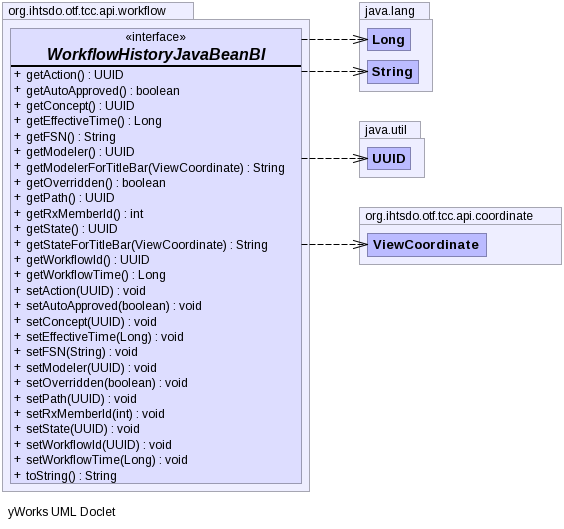 org.ihtsdo.otf.tcc.api.workflow
«interface»
WorkflowHistoryJavaBeanBI
+ getAction() : UUID
+ getAutoApproved() : boolean
+ getConcept() : UUID
+ getEffectiveTime() : Long
+ getFSN() : String
+ getModeler() : UUID
+ getModelerForTitleBar(ViewCoordinate) : String
+ getOverridden() : boolean
+ getPath() : UUID
+ getRxMemberId() : int
+ getState() : UUID
+ getStateForTitleBar(ViewCoordinate) : String
+ getWorkflowId() : UUID
+ getWorkflowTime() : Long
+ setAction(UUID) : void
+ setAutoApproved(boolean) : void
+ setConcept(UUID) : void
+ setEffectiveTime(Long) : void
+ setFSN(String) : void
+ setModeler(UUID) : void
+ setOverridden(boolean) : void
+ setPath(UUID) : void
+ setRxMemberId(int) : void
+ setState(UUID) : void
+ setWorkflowId(UUID) : void
+ setWorkflowTime(Long) : void
+ toString() : String
java.lang
Long
String
java.util
UUID
org.ihtsdo.otf.tcc.api.coordinate
ViewCoordinate
yWorks UML Doclet